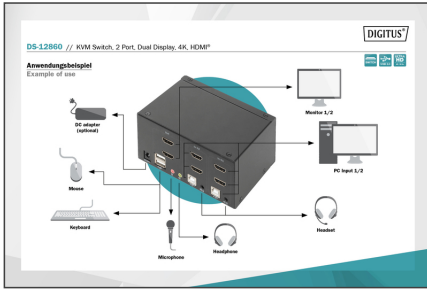 DIGITUS®
DS-12860 // KVM Switch, 2 Port, Dual Display, 4K, HDMI®
Anwendungsbeispiel
Example of use
DC adapter
(optional)
Monitor 1/2
PC Input 1/2
Mouse
Keyboard
Microphone
Headphone
Headset